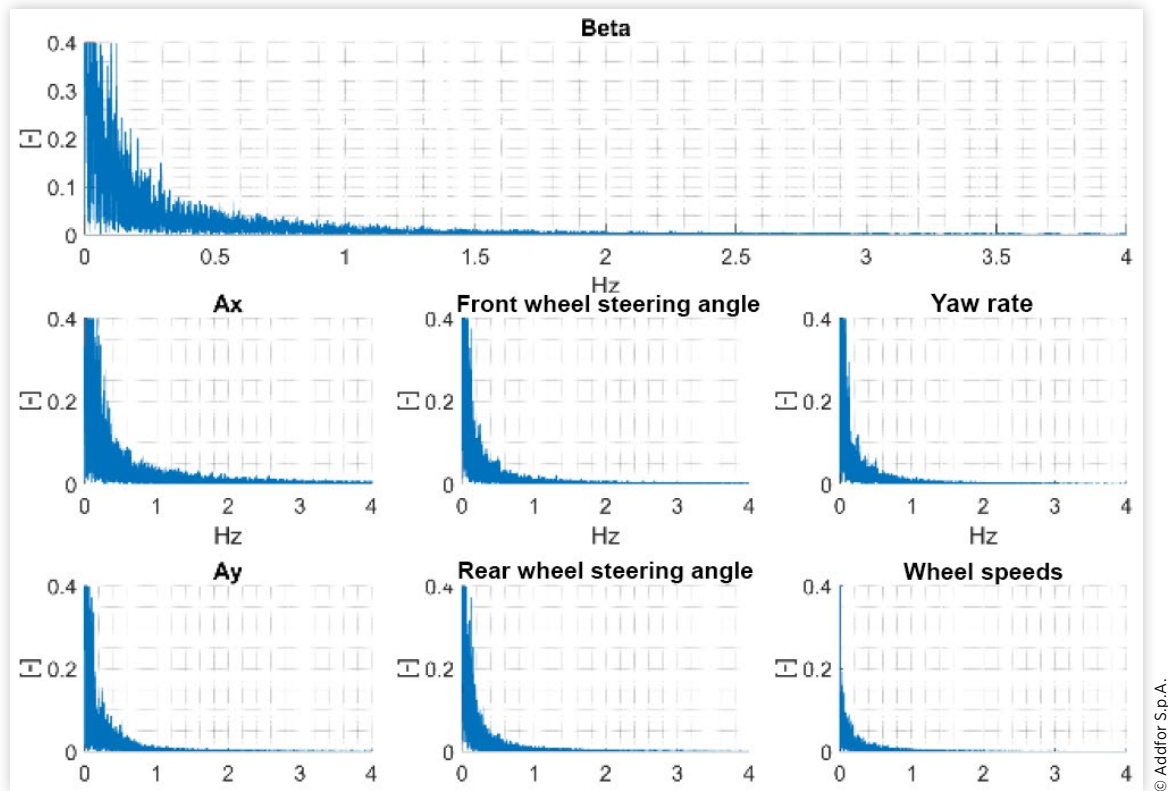 Beta
0.4
0.3
[-] 0.2
0.1
0
0 0.5 1 1.5 2 2.5 3 3.5 4
Hz
Ax Front wheel steering angle Yaw rate
0.4 0.4 0.4
[-] 0.2 [-] 0.2 [-] 0.2
0 0 0
0 1 2 3 4 0 1 2 3 4 0 1 2 3 4
Hz Hz Hz
Ay Rear wheel steering angle Wheel speeds
0.4 0.4 0.4
[-] 0.2 [-] 0.2 [-] 0.2
0 0 0
0 1 2 3 4 0 1 2 3 4 0 1 2 3 4
© Addfor S.p.A.